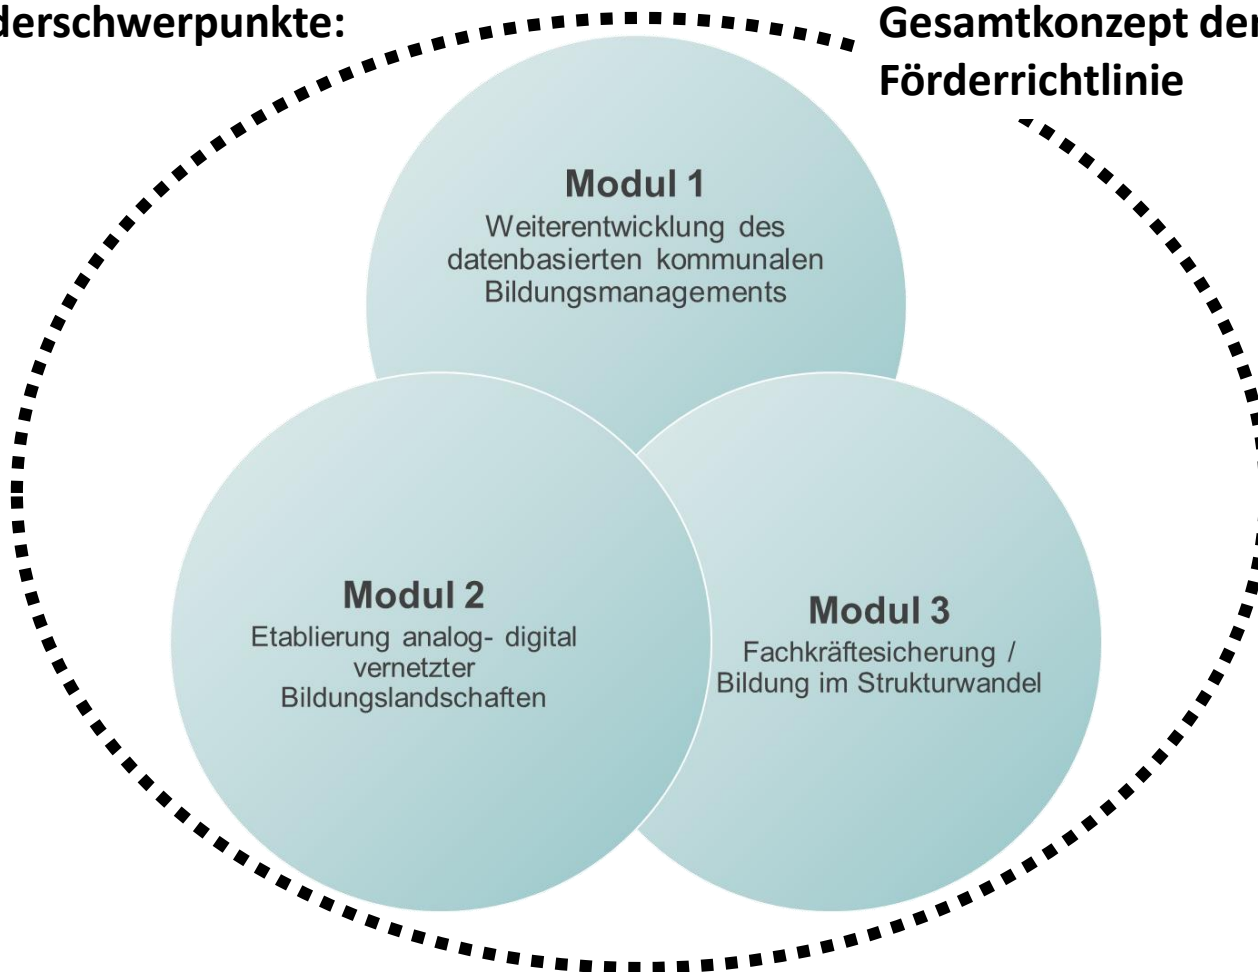 derschwerpunkte:
Gesamtkonzept der
Förderrichtlinie
Modul 1
Weiterentwicklung des
datenbasierten kommunalen
Bildungsmanagements
Modul 2
Etablierung analog- digital
vernetzter
Bildungslandschaften
Modul 3
Fachkräftesicherung /
Bildung im Strukturwandel